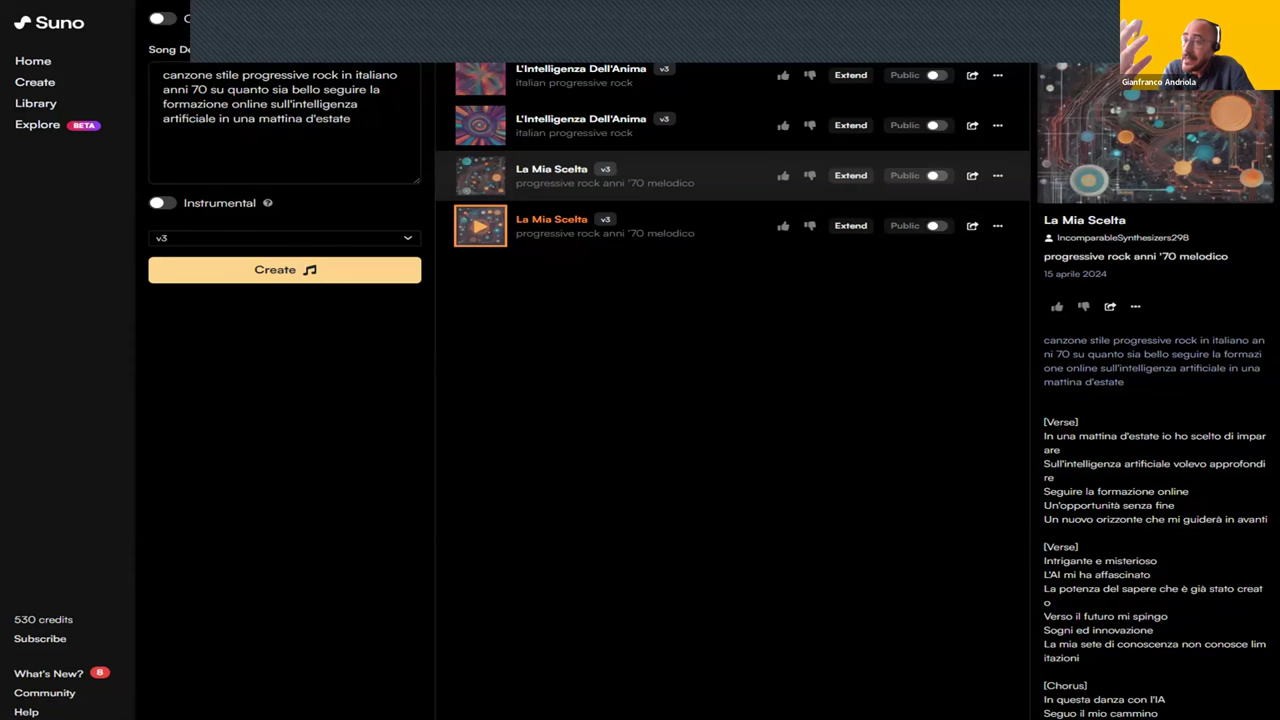 Suno
Home
Create
Library
Explore BETA
530 credits
Subscribe
What's New? 8
Community
Help
canzone stile progressive rock in italiano
anni 70 su quanto sia bello seguire la
formazione online sull'intelligenza
artificiale in una mattina d'estate
Instrumental
v3
Create
L'Intelligenza Dell'Anima v3
italian progressive rock
Extend Public
L'Intelligenza Dell'Anima v3
italian progressive rock
Extend Public
La Mia Scelta v3
progressive rock anni '70 melodico
Extend Public
La Mia Scelta v3
progressive rock anni '70 melodico
Extend Public
Gianfranco Andriola
La Mia Scelta
IncomparableSynthesizers298
progressive rock anni '70 melodico
15 aprile 2024
canzone stile progressive rock in italiano an
ni 70 su quanto sia bello seguire la formazi
one online sull'intelligenza artificiale in una
mattina d'estate
[Verse]
In una mattina d'estate io ho scelto di impar
are
Sull'intelligenza artificiale volevo approfondi
re
Seguire la formazione online
Un'opportunità senza fine
Un nuovo orizzonte che mi guiderà in avanti
[Verse]
Intrigante e misterioso
L'AI mi ha affascinato
La potenza del sapere che è già stato creat
o
Verso il futuro mi spingo
Sogni ed innovazione
La mia sete di conoscenza non conosce lim
itazioni
[Chorus]
In questa danza con l'IA
Seguo il mio cammino